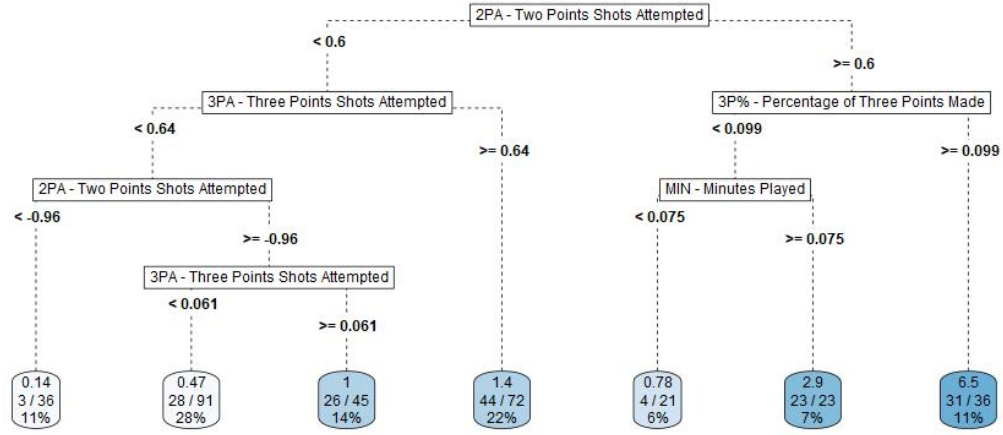 2PA - Two Points Shots Attempted
< 0.6
>= 0.6
3PA - Three Points Shots Attempted
3P% - Percentage of Three Points Made
< 0.64
>= 0.64
< 0.099
>= 0.099
2PA - Two Points Shots Attempted
MIN - Minutes Played
< -0.96
>= -0.96
< 0.075
>= 0.075
3PA - Three Points Shots Attempted
< 0.061
>= 0.061
0.14
3 / 36
11%
0.47
28 / 91
28%
1
26 / 45
14%
1.4
44 / 72
22%
0.78
4 / 21
6%
2.9
23 / 23
7%
6.5
31 / 36
11%